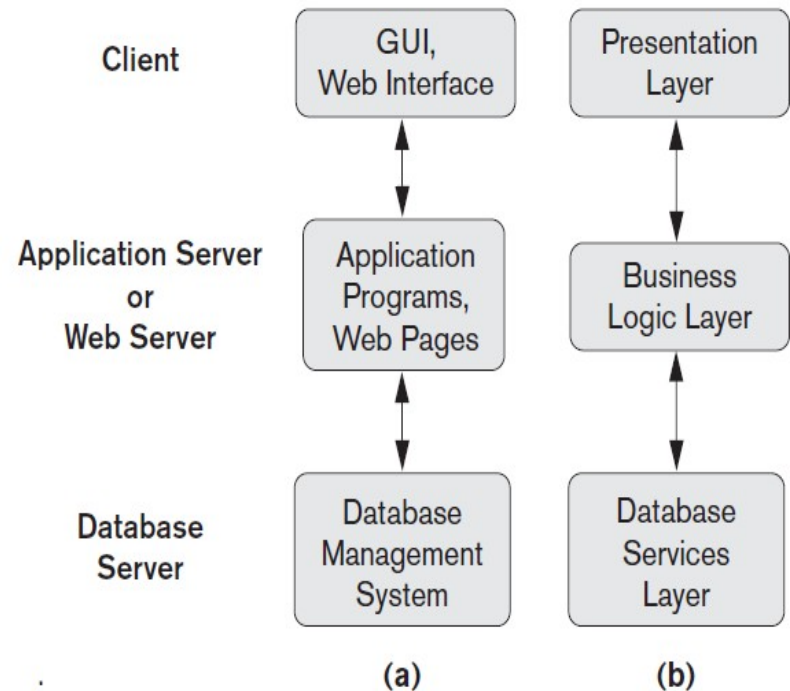 Client
GUI,
Web Interface
Presentation
Layer
Application Server
or
Web Server
Application
Programs,
Web Pages
Business
Logic Layer
Database
Server
Database
Management
System
Database
Services
Layer
.
(a)
(b)